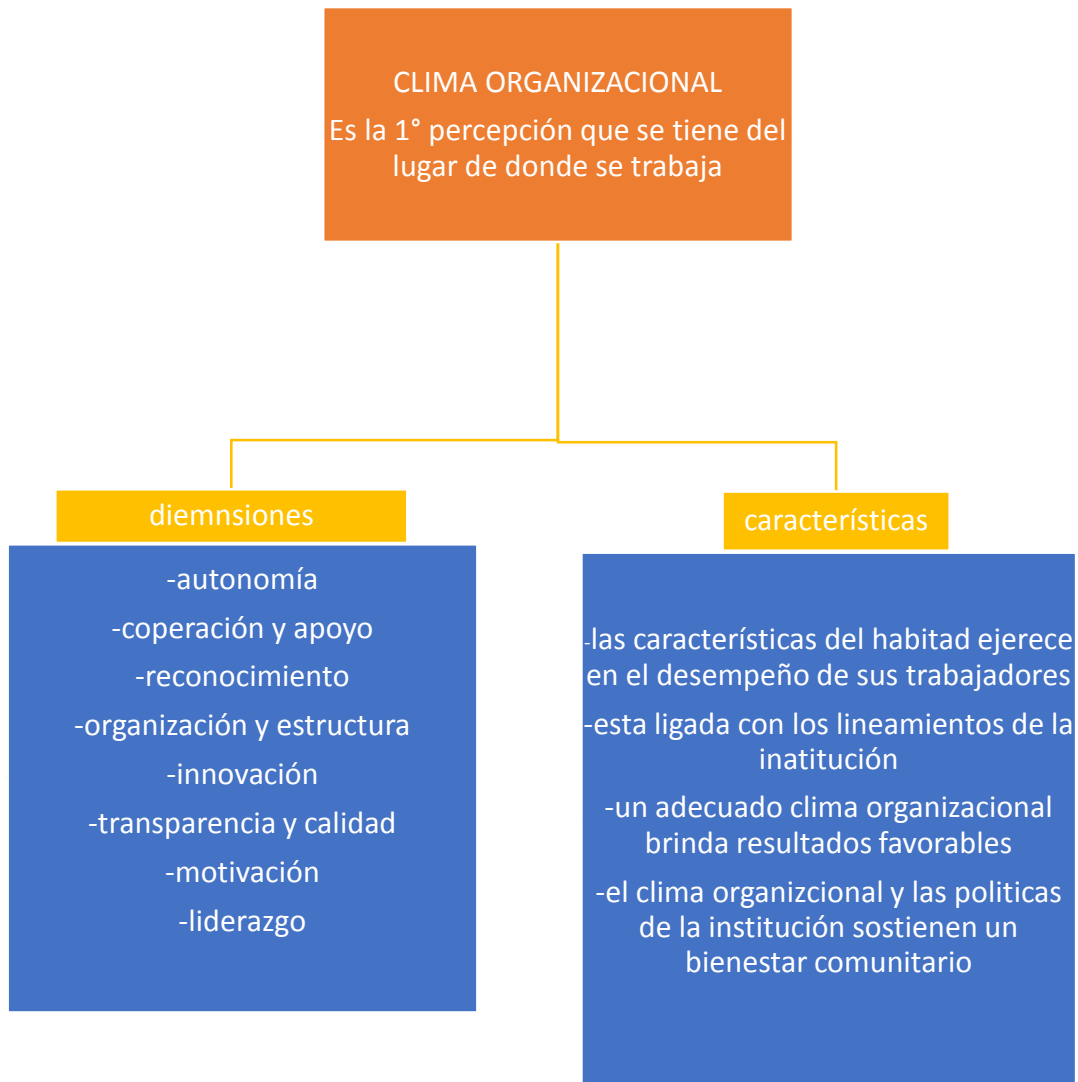 CLIMA ORGANIZACIONAL
Es la 1° percepción que se tiene del
lugar de donde se trabaja
diemnsiones
-autonomía
-coperación y apoyo
-reconocimiento
-organización y estructura
-innovación
-transparencia y calidad
-motivación
-liderazgo
características
-las características del habitad ejerece
en el desempeño de sus trabajadores
-esta ligada con los lineamientos de la
inatitución
-un adecuado clima organizacional
brinda resultados favorables
-el clima organizcional y las politicas
de la institución sostienen un
bienestar comunitario